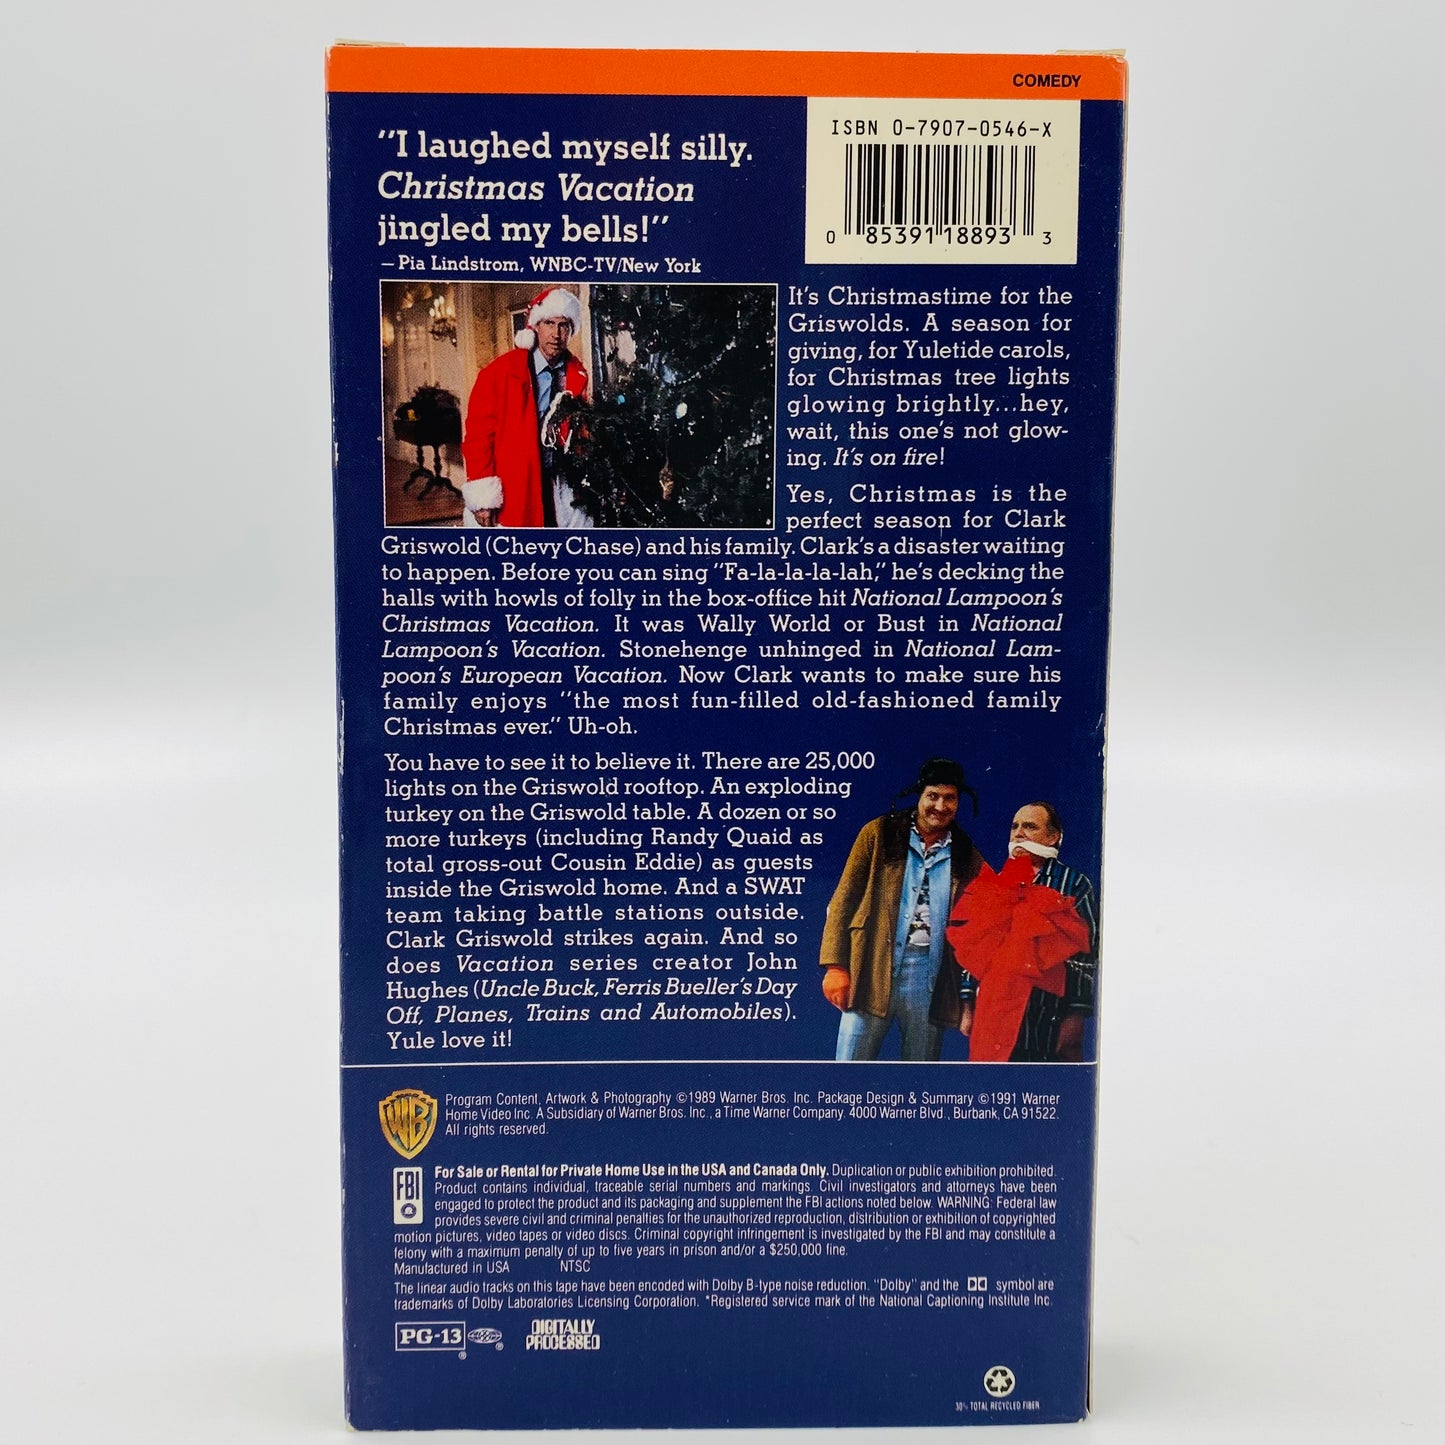 COMEDY
"I laughed myself silly.
Christmas Vacation
jingled my bells!"
– Pia Lindstrom, WNBC-TV/New York
ISBN 0-7907-0546-X
0 85391 18893 3
It's Christmastime for the
Griswolds. A season for
giving, for Yuletide carols,
for Christmas tree lights
glowing brightly...hey,
wait, this one's not glow-
ing. It's on fire!
Yes, Christmas is the
perfect season for Clark
Griswold (Chevy Chase) and his family. Clark's a disaster waiting
to happen. Before you can sing "Fa-la-la-la-lah," he's decking the
halls with howls of folly in the box-office hit National Lampoon's
Christmas Vacation. It was Wally World or Bust in National
Lampoon's Vacation. Stonehenge unhinged in National Lam-
poon's European Vacation. Now Clark wants to make sure his
family enjoys "the most fun-filled old-fashioned family
Christmas ever." Uh-oh.
You have to see it to believe it. There are 25,000
lights on the Griswold rooftop. An exploding
turkey on the Griswold table. A dozen or so
more turkeys (including Randy Quaid as
total gross-out Cousin Eddie) as guests
inside the Griswold home. And a SWAT
team taking battle stations outside.
Clark Griswold strikes again. And so
does Vacation series creator John
Hughes (Uncle Buck, Ferris Bueller's Day
Off, Planes, Trains and Automobiles).
Yule love it!
WB
Program Content, Artwork & Photography ©1989 Warner Bros. Inc. Package Design & Summary ©1991 Warner
Home Video Inc. A Subsidiary of Warner Bros. Inc., a Time Warner Company. 4000 Warner Blvd., Burbank, CA 91522.
All rights reserved.
FBI
For Sale or Rental for Private Home Use in the USA and Canada Only. Duplication or public exhibition prohibited.
Product contains individual, traceable serial numbers and markings. Civil investigators and attorneys have been
engaged to protect the product and its packaging and supplement the FBI actions noted below. WARNING: Federal law
provides severe civil and criminal penalties for the unauthorized reproduction, distribution or exhibition of copyrighted
motion pictures, video tapes or video discs. Criminal copyright infringement is investigated by the FBI and may constitute a
felony with a maximum penalty of up to five years in prison and/or a $250,000 fine.
Manufactured in USA NTSC
The linear audio tracks on this tape have been encoded with Dolby B-type noise reduction. "Dolby" and the symbol are
trademarks of Dolby Laboratories Licensing Corporation. *Registered service mark of the National Captioning Institute Inc.
PG-13 ® ®
DIGITALLY
PROCESSED
30% TOTAL RECYCLED FIBER